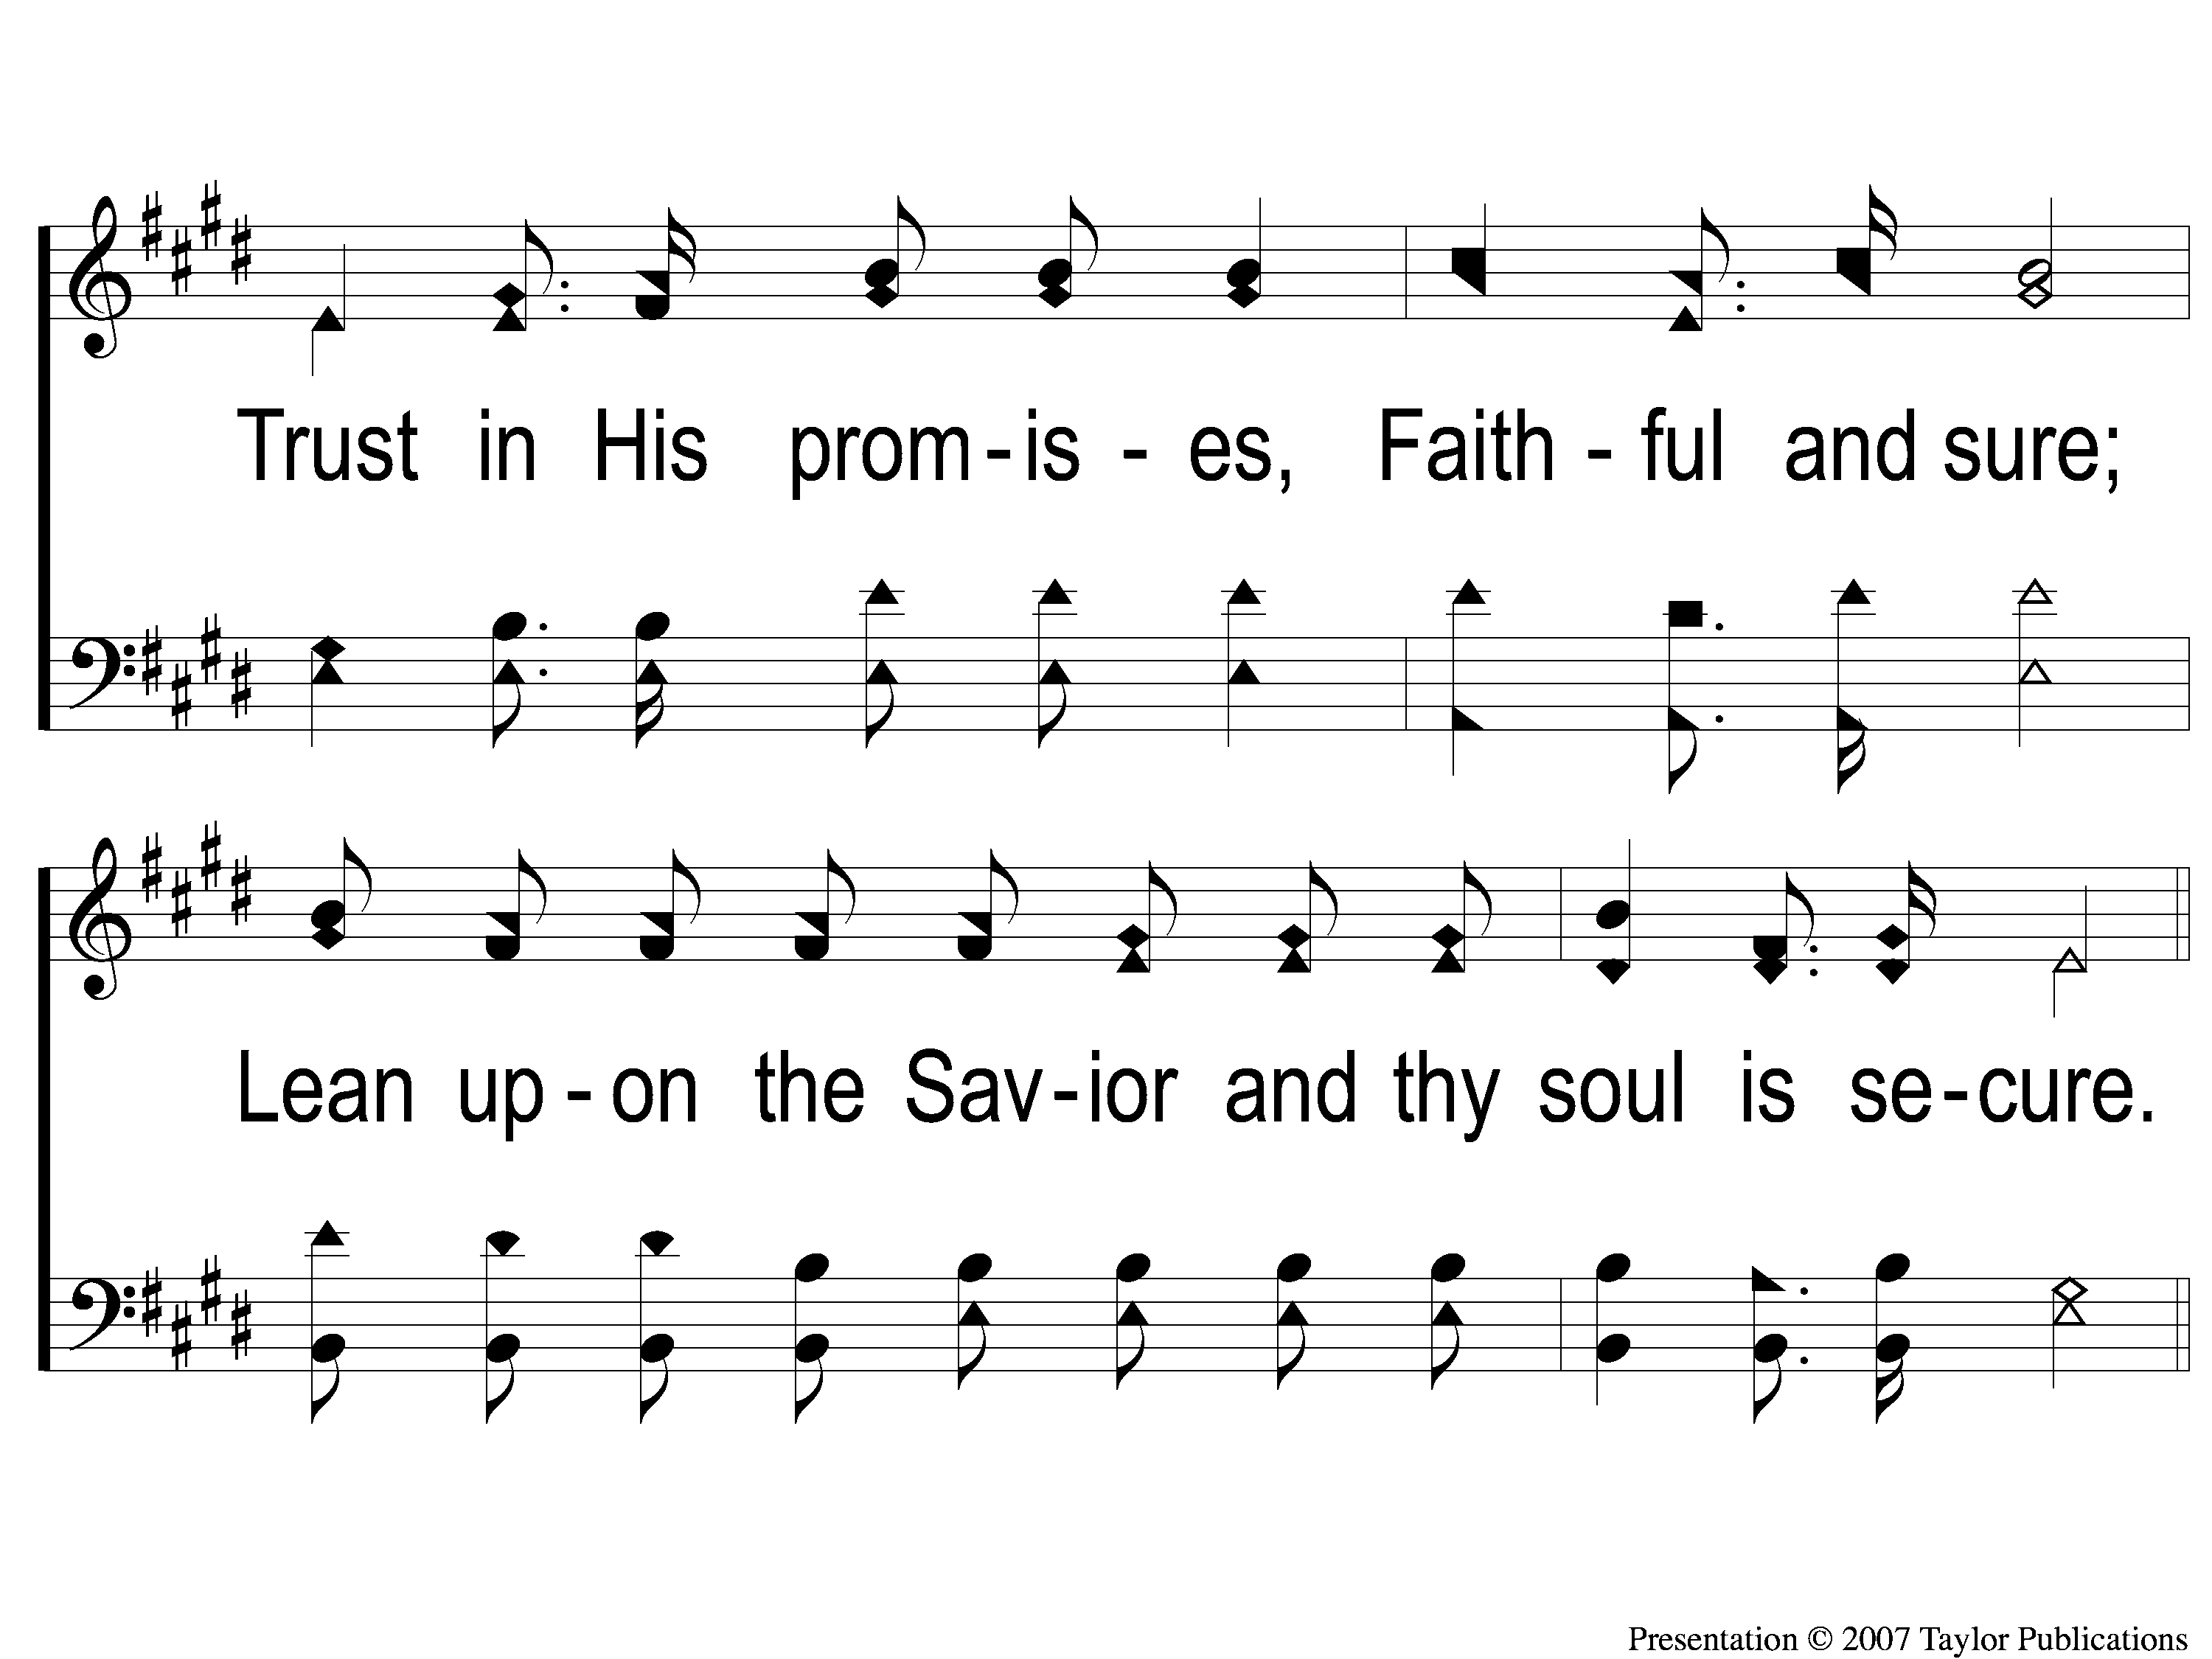 Trust in His prom-is - es, Faith - ful and sure;
Lean up - on the Sav-ior and thy soul is se-cure.
Presentation © 2007 Taylor Publications